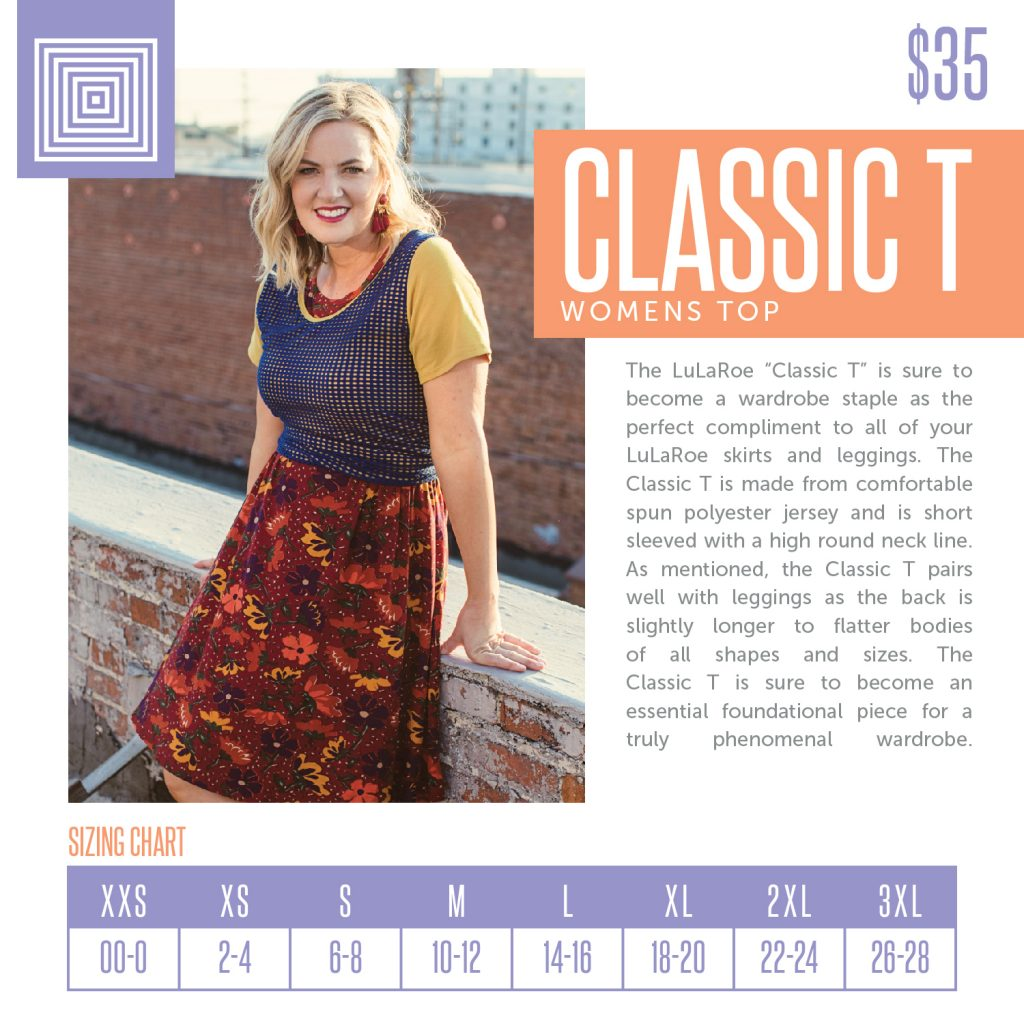 $35
CLASSIC T
WOMENS TOP
The LuLaRoe "Classic T" is sure to
become a wardrobe staple as the
perfect compliment to all of your
LuLaRoe skirts and leggings. The
Classic T is made from comfortable
spun polyester jersey and is short
sleeved with a high round neck line.
As mentioned, the Classic T pairs
well with leggings as the back is
slightly longer to flatter bodies
of all shapes and sizes. The
Classic T is sure to become an
essential foundational piece for a
truly phenomenal wardrobe.
SIZING CHART
XXS XS S M L XL 2XL 3XL
00-0 2-4 6-8 10-12 14-16 18-20 22-24 26-28